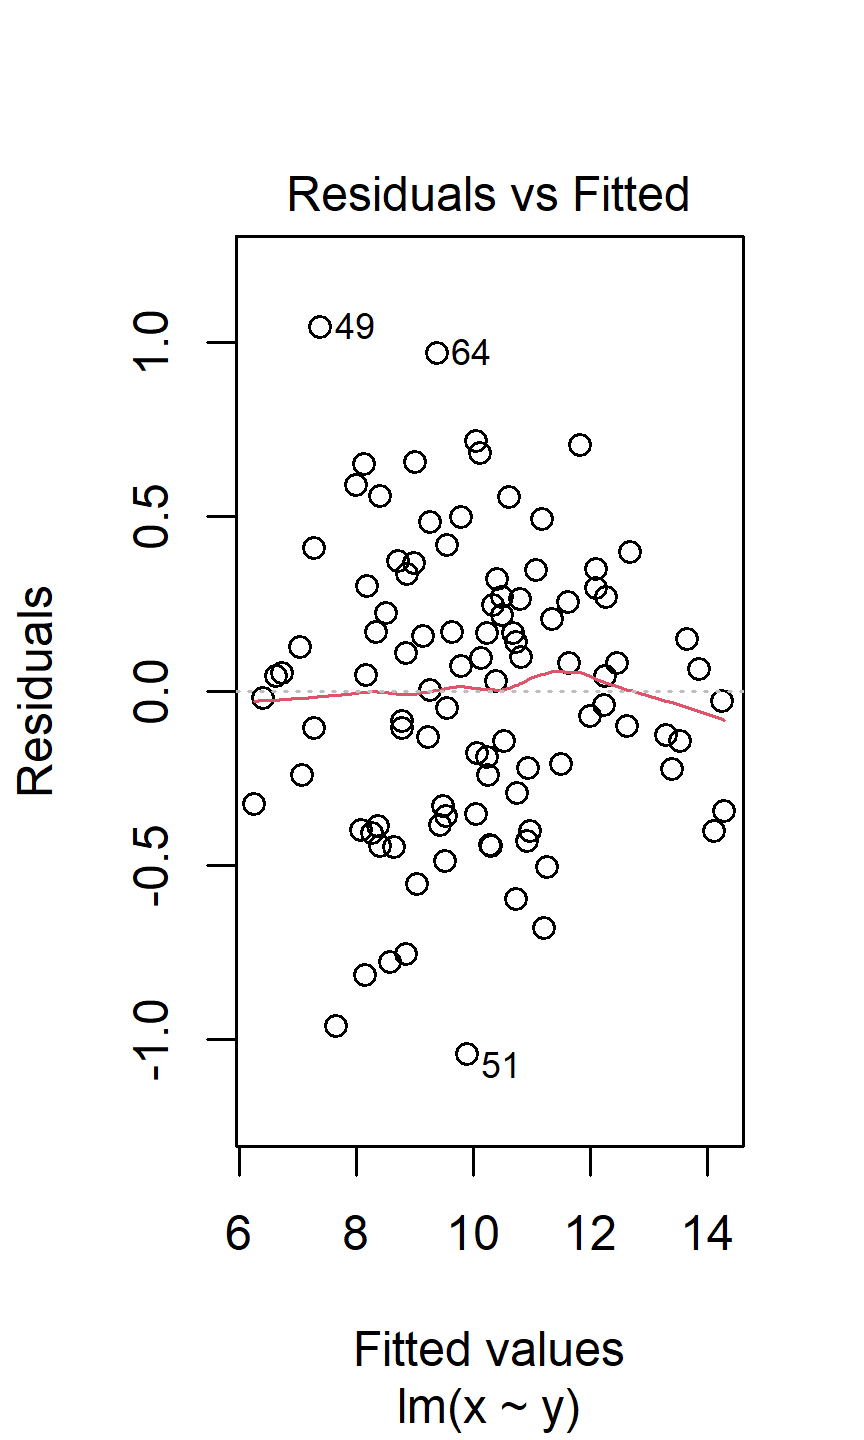 Residuals vs Fitted
49
64
51
1.0
0.5
0.0
-0.5
-1.0
Residuals
6 8 10 12 14
Fitted values
lm(x ~ y)